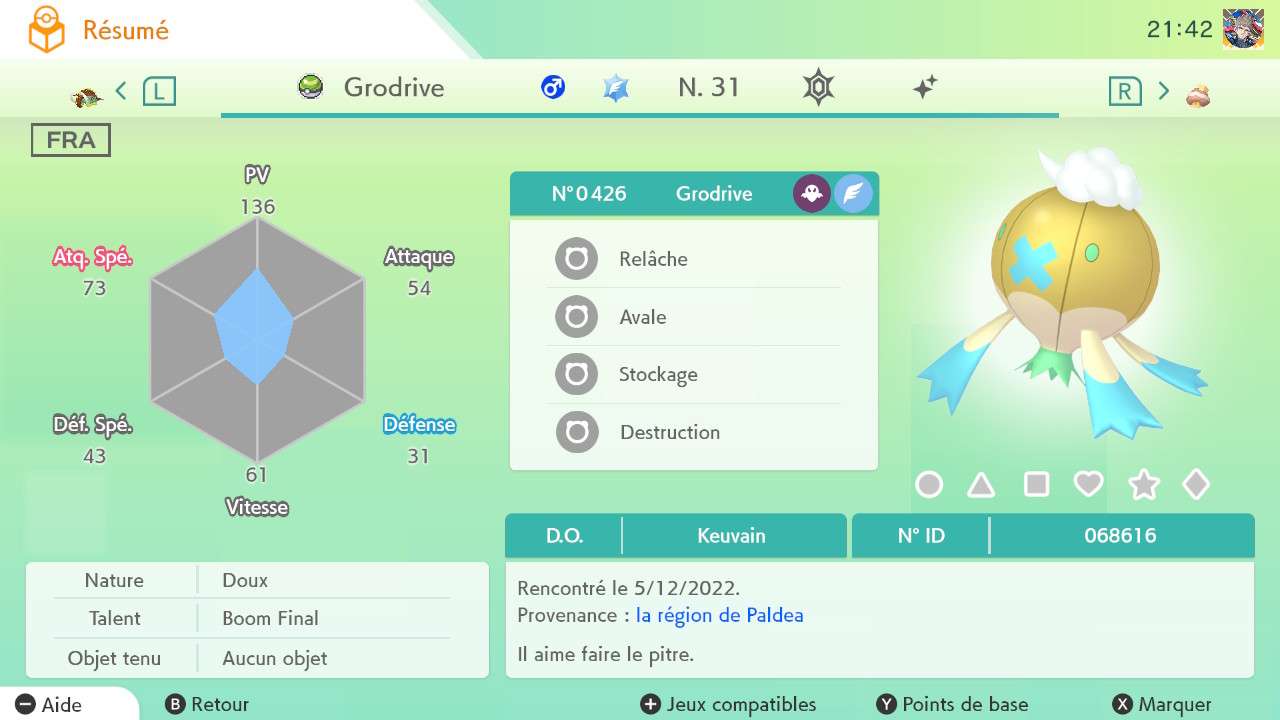 Résumé
21:42
L
Grodrive
N. 31
R
FRA
PV
136
Atq. Spé.
73
Attaque
54
Déf. Spé.
43
Défense
31
61
Vitesse
N°0426 Grodrive
Relâche
Avale
Stockage
Destruction
D.O. Keuvain
N° ID 068616
Nature Doux
Talent Boom Final
Objet tenu Aucun objet
Rencontré le 5/12/2022.
Provenance : la région de Paldea
Il aime faire le pitre.
Aide
B Retour
Jeux compatibles
Y Points de base
X Marquer